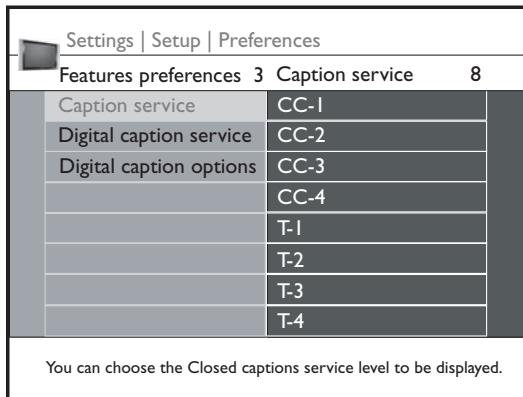 Settings | Setup | Preferences
Features preferences 3 Caption service 8
Caption service CC-1
Digital caption service CC-2
Digital caption options CC-3
CC-4
T-1
T-2
T-3
T-4
You can choose the Closed captions service level to be displayed.